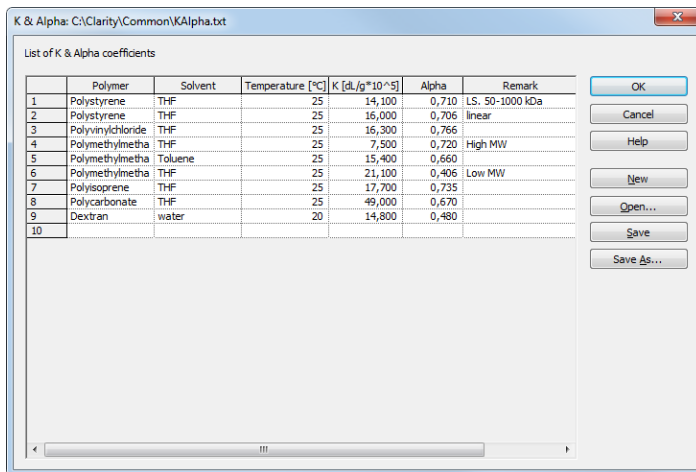 K & Alpha: C:\Clarity\Common\KAlpha.txt
List of K & Alpha coefficients
Polymer Solvent Temperature [°C] K [dL/g*10^5] Alpha Remark
1 Polystyrene THF 25 14,100 0,710 LS. 50-1000 kDa
2 Polystyrene THF 25 16,000 0,706 linear
3 Polyvinylchloride THF 25 16,300 0,766
4 Polymethylmetha THF 25 7,500 0,720 High MW
5 Polymethylmetha Toluene 25 15,400 0,660
6 Polymethylmetha THF 25 21,100 0,406 Low MW
7 Polyisoprene THF 25 17,700 0,735
8 Polycarbonate THF 25 49,000 0,670
9 Dextran water 20 14,800 0,480
10
OK
Cancel
Help
New
Open...
Save
Save As...